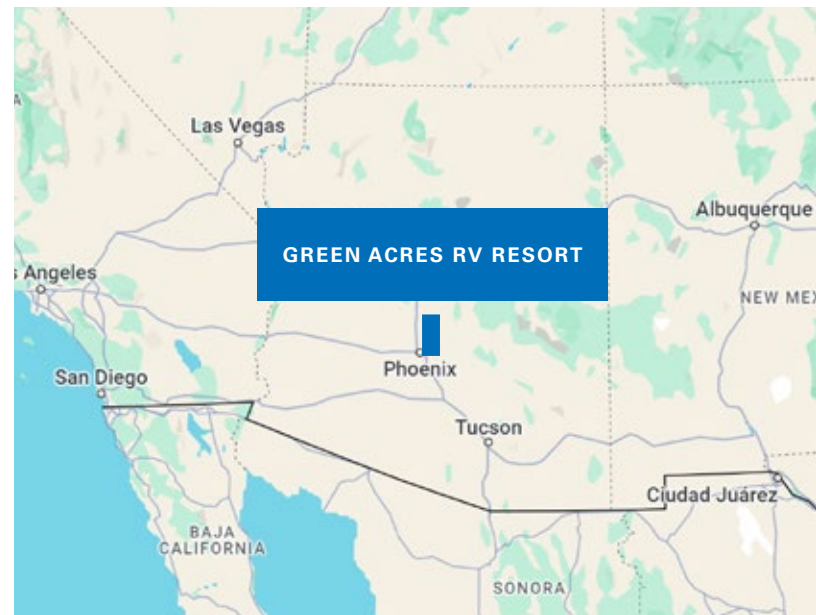 A
Las Vegas
Albuquerque
GREEN ACRES RV RESORT
s Angeles
NEW MEX
Phoenix
San Diego
Tucson
Ciudad Juárez
BAJA
CALIFORNIA
SONORA